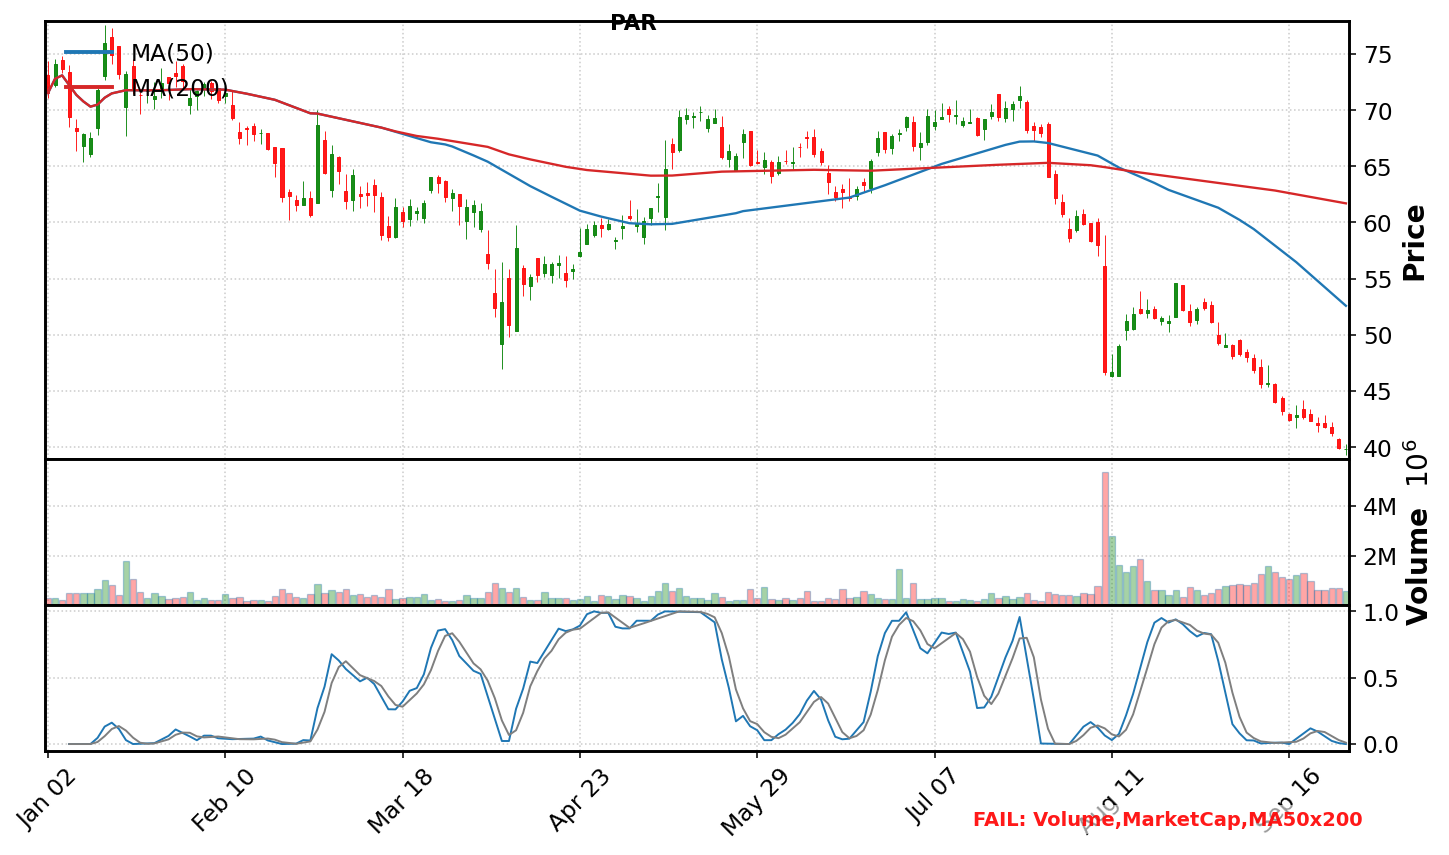 PAR
MA(50)
MA(200)
75
70
65
60
55
50
45
40
Price
10^6
4M
2M
Volume
1.0
0.5
0.0
Jan 02
Feb 10
Mar 18
Apr 23
May 29
Jul 07
Aug 11
Sep 16
FAIL: Volume,MarketCap,MA50x200